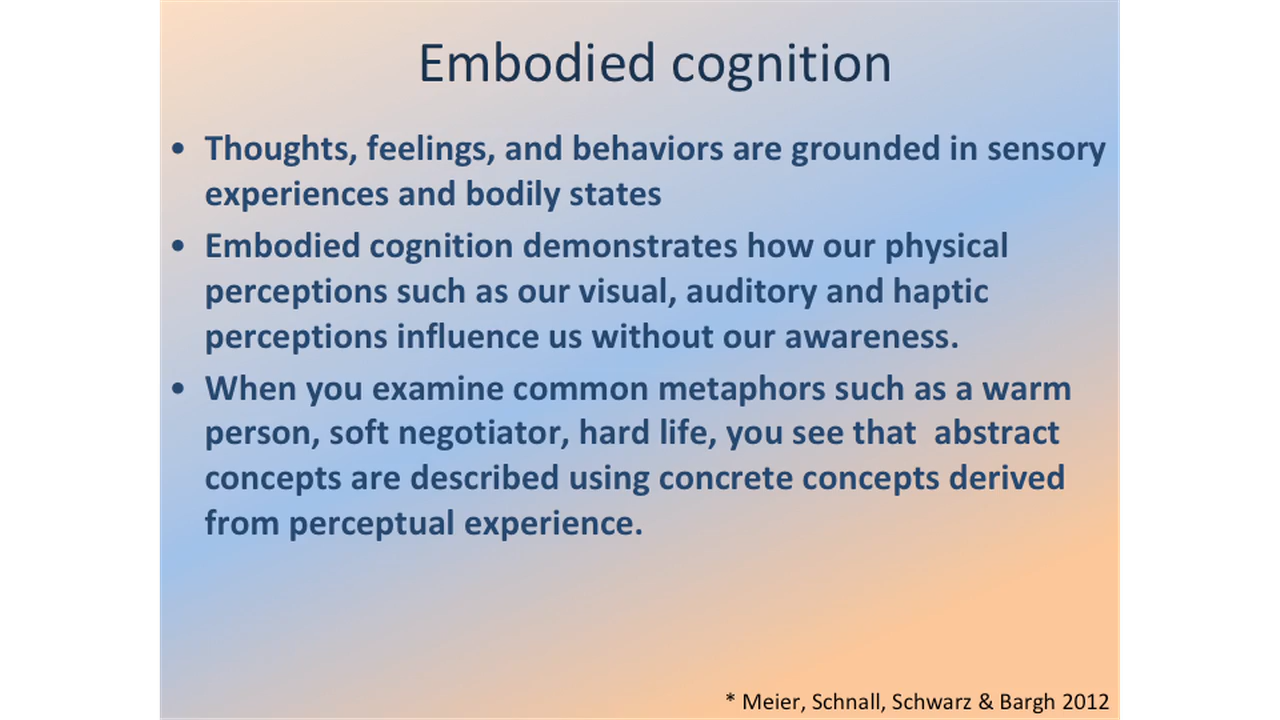 Embodied cognition
• Thoughts, feelings, and behaviors are grounded in sensory
experiences and bodily states
• Embodied cognition demonstrates how our physical
perceptions such as our visual, auditory and haptic
perceptions influence us without our awareness.
• When you examine common metaphors such as a warm
person, soft negotiator, hard life, you see that  abstract
concepts are described using concrete concepts derived
from perceptual experience.
* Meier, Schnall, Schwarz & Bargh 2012